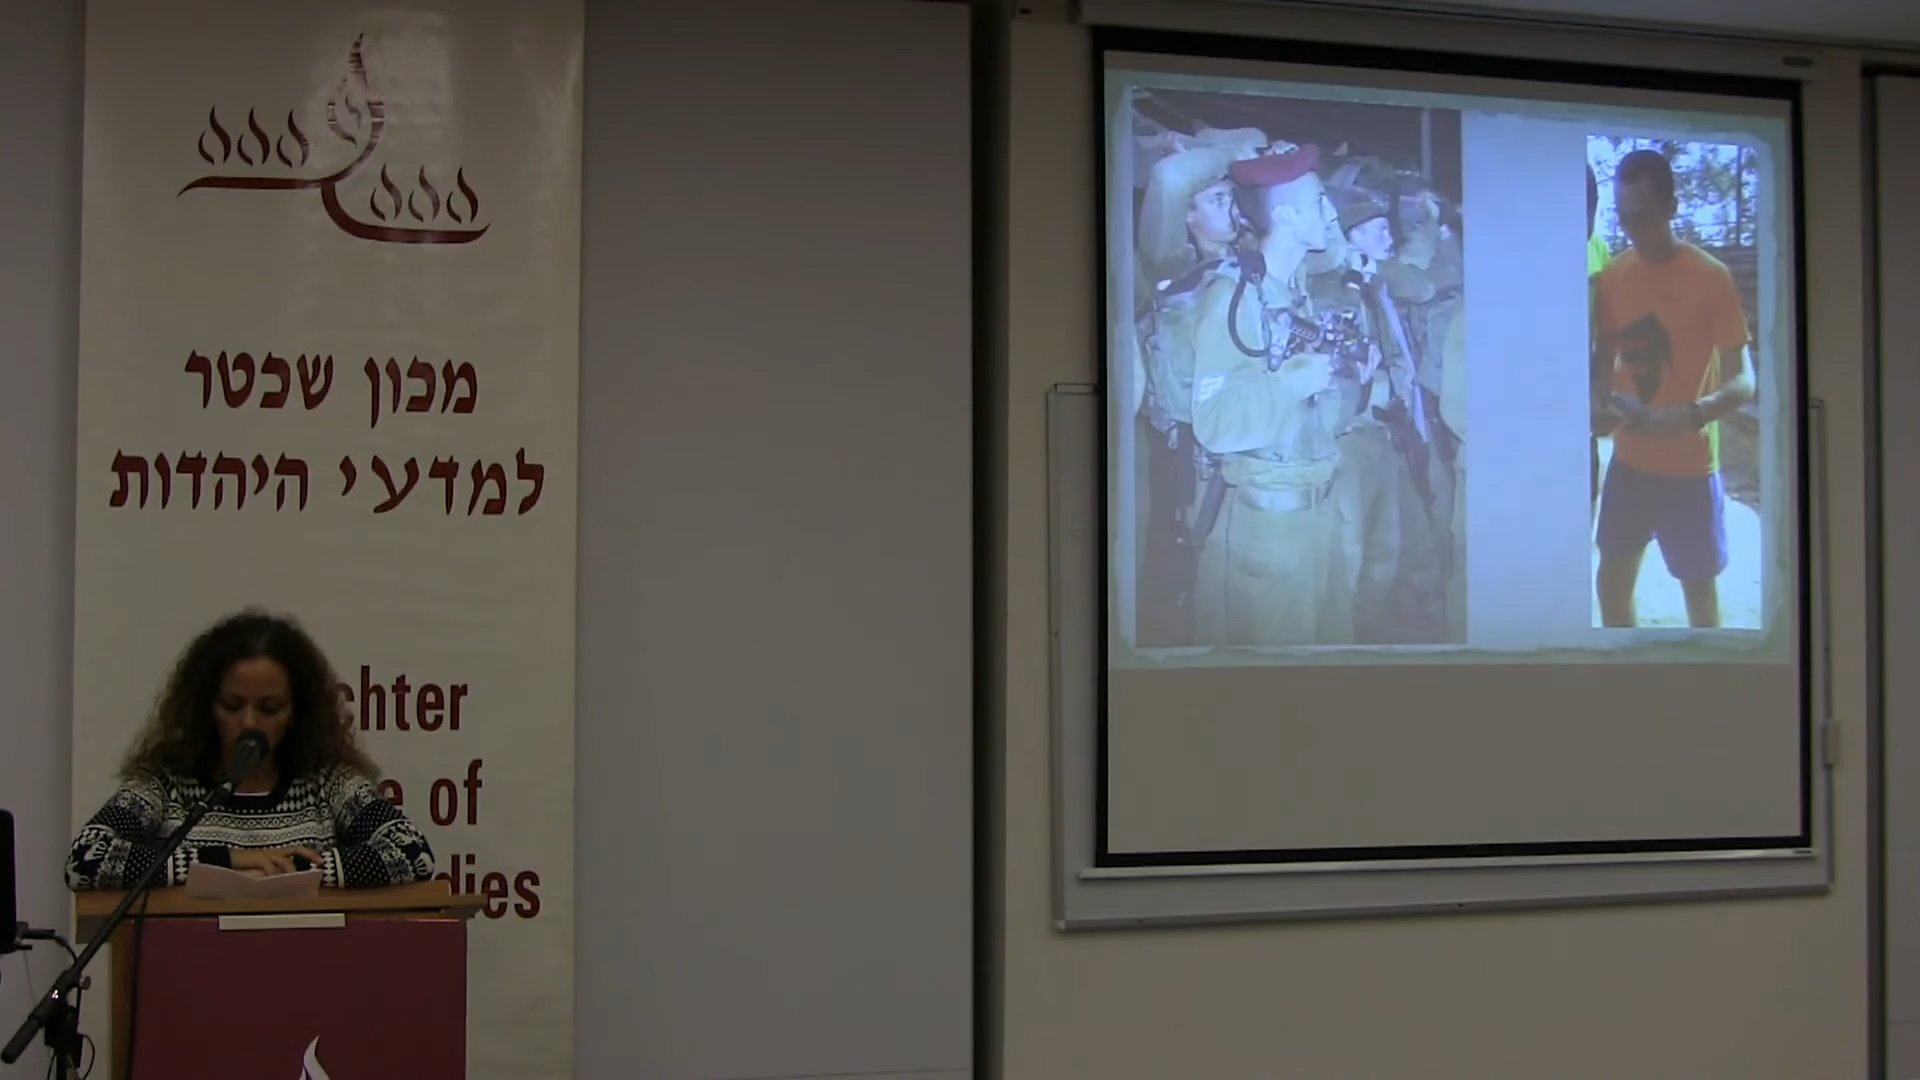 מכון שכטר
למדעי היהדות
chter
e of
dies